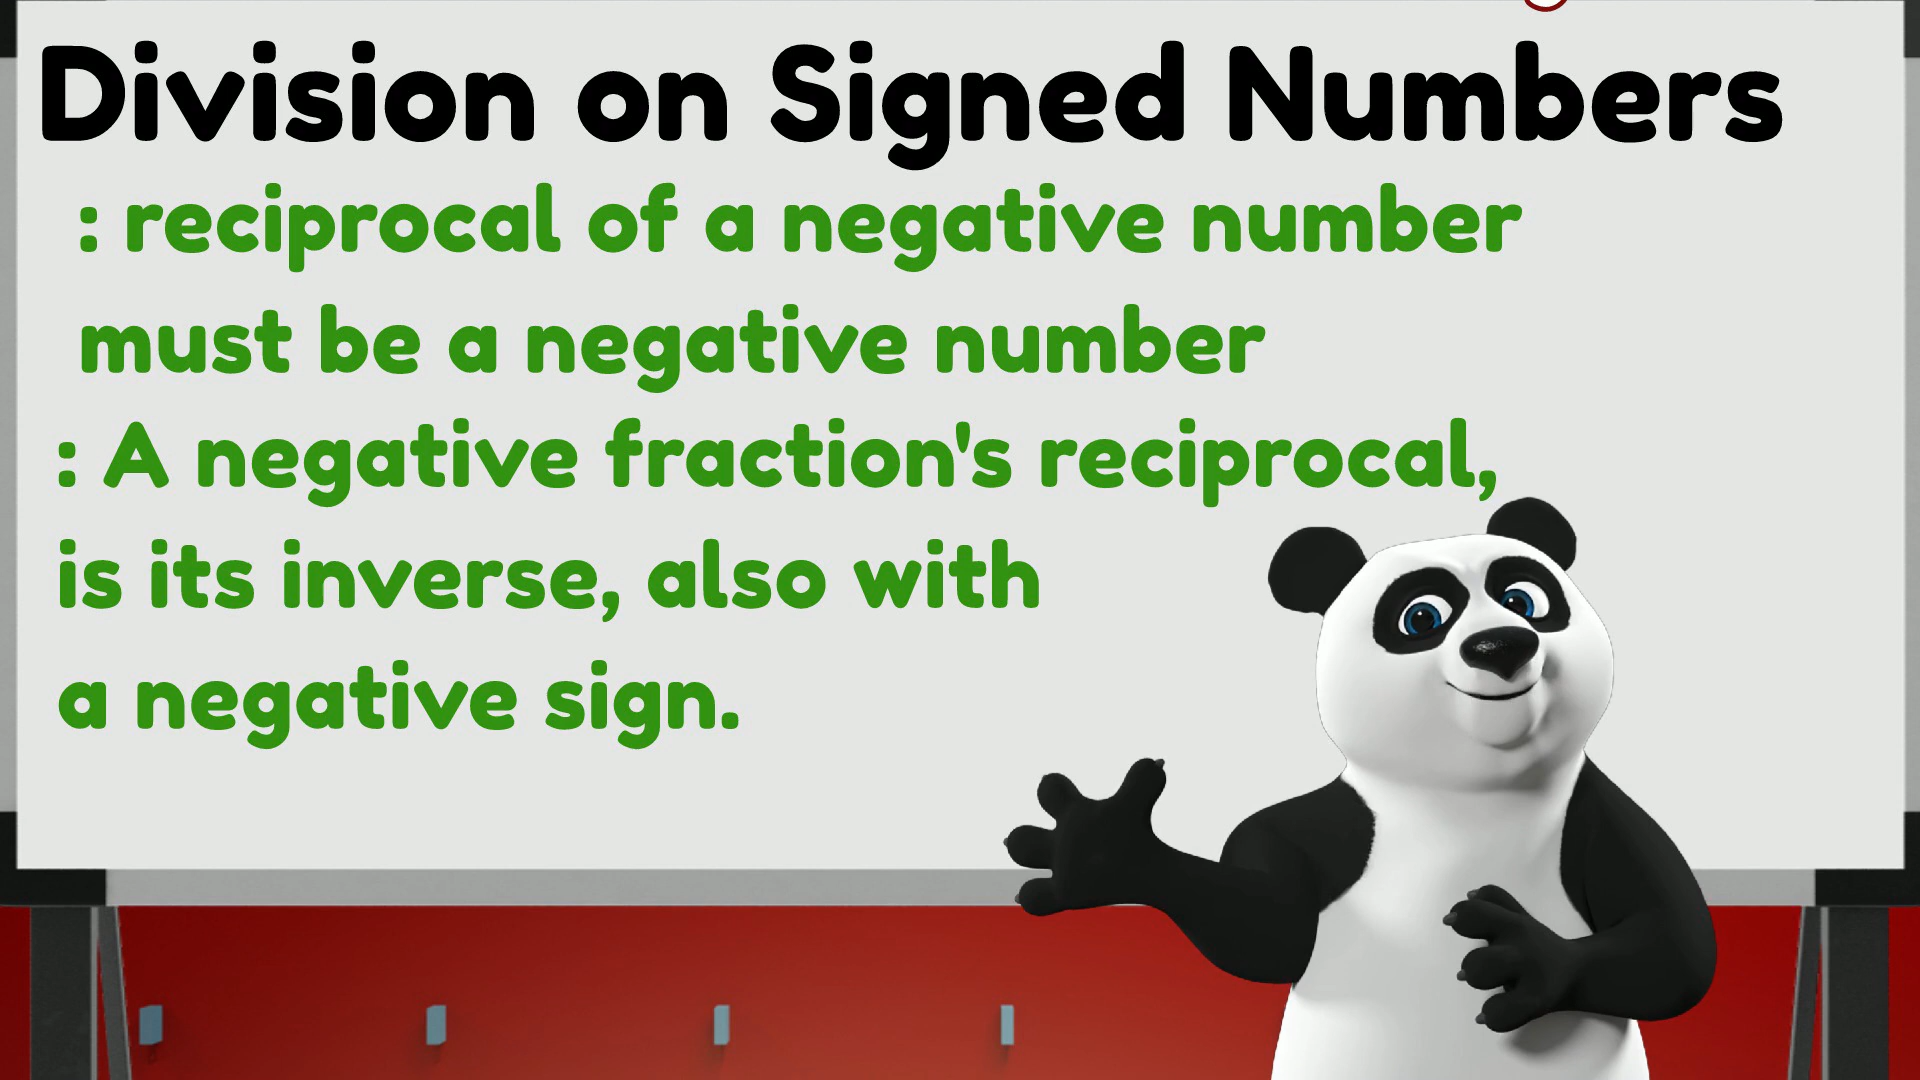 Division on Signed Numbers
: reciprocal of a negative number
must be a negative number
: A negative fraction's reciprocal,
is its inverse, also with
a negative sign.